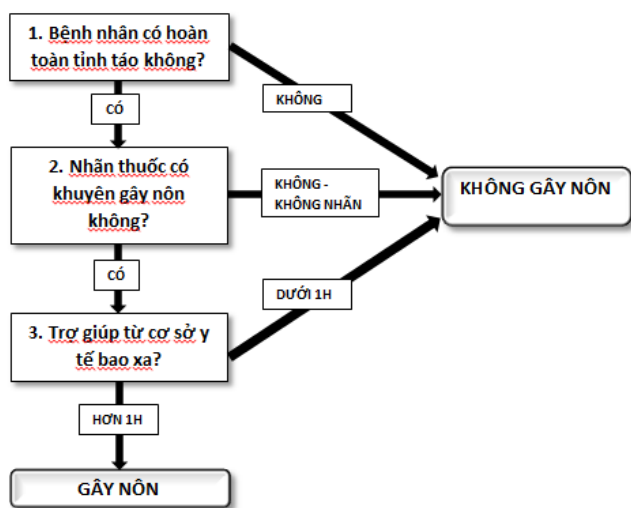 1. Bệnh nhân có hoàn
toàn tỉnh táo không?
CÓ
KHÔNG
2. Nhãn thuốc có
khuyên gây nôn
không?
KHÔNG -
KHÔNG NHÃN
KHÔNG GÂY NÔN
CÓ
DƯỚI 1H
3. Trợ giúp từ cơ sở y
tế bao xa?
HƠN 1H
GÂY NÔN